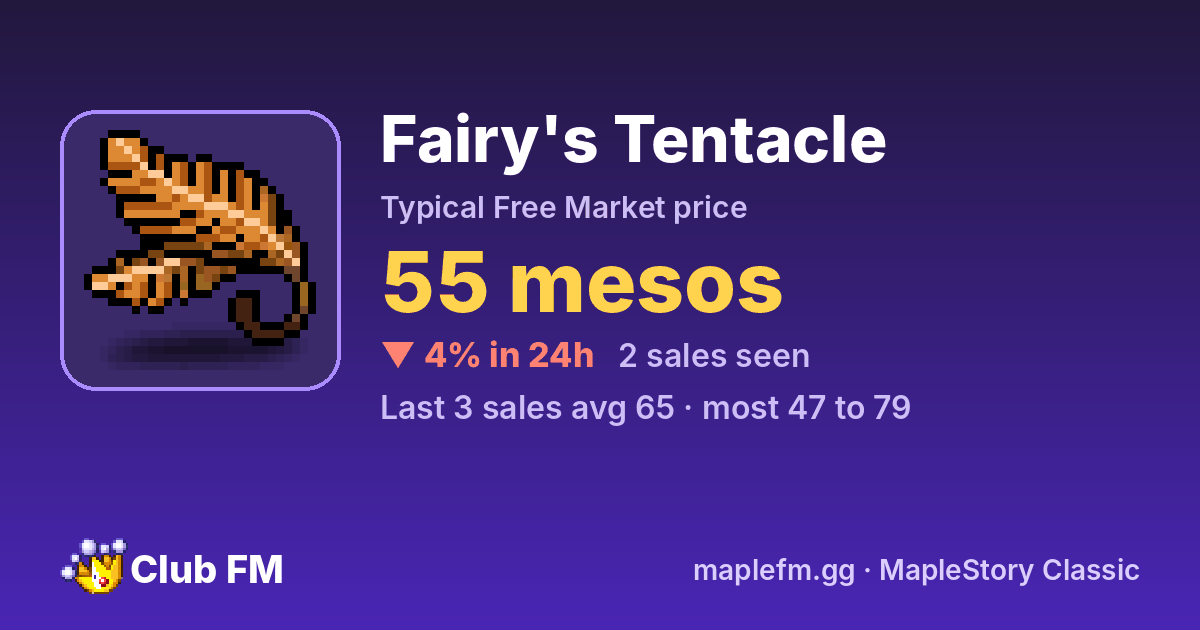 Fairy's Tentacle
Typical Free Market price
55 mesos
▼ 4% in 24h 2 sales seen
Last 3 sales avg 65 · most 47 to 79
Club FM
maplefm.gg · MapleStory Classic